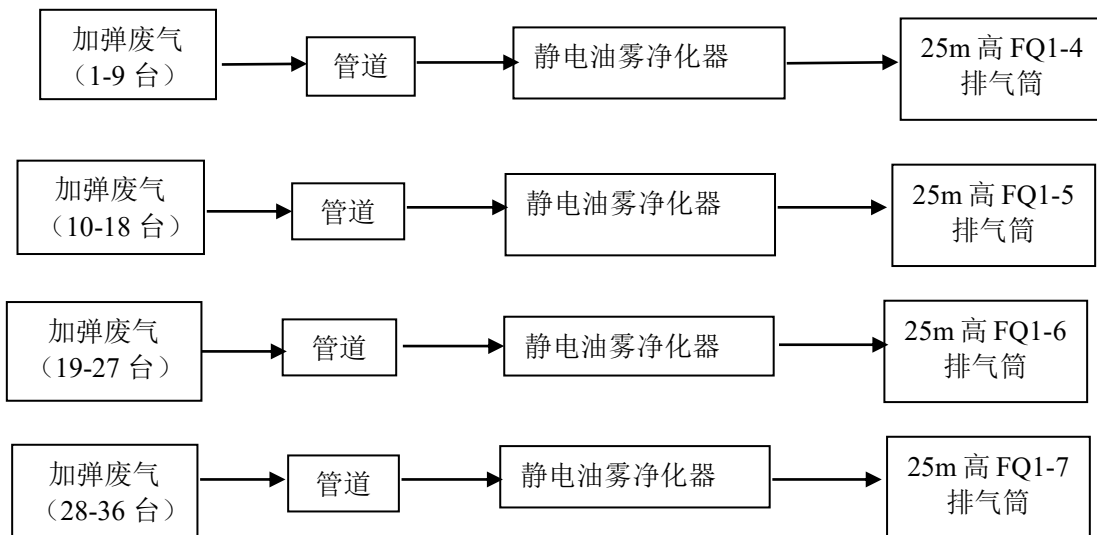 加弹废气
（1-9 台）
管道
静电油雾净化器
25m 高 FQ1-4
排气筒
加弹废气
（10-18 台）
管道
静电油雾净化器
25m 高 FQ1-5
排气筒
加弹废气
（19-27 台）
管道
静电油雾净化器
25m 高 FQ1-6
排气筒
加弹废气
（28-36 台）
管道
静电油雾净化器
25m 高 FQ1-7
排气筒